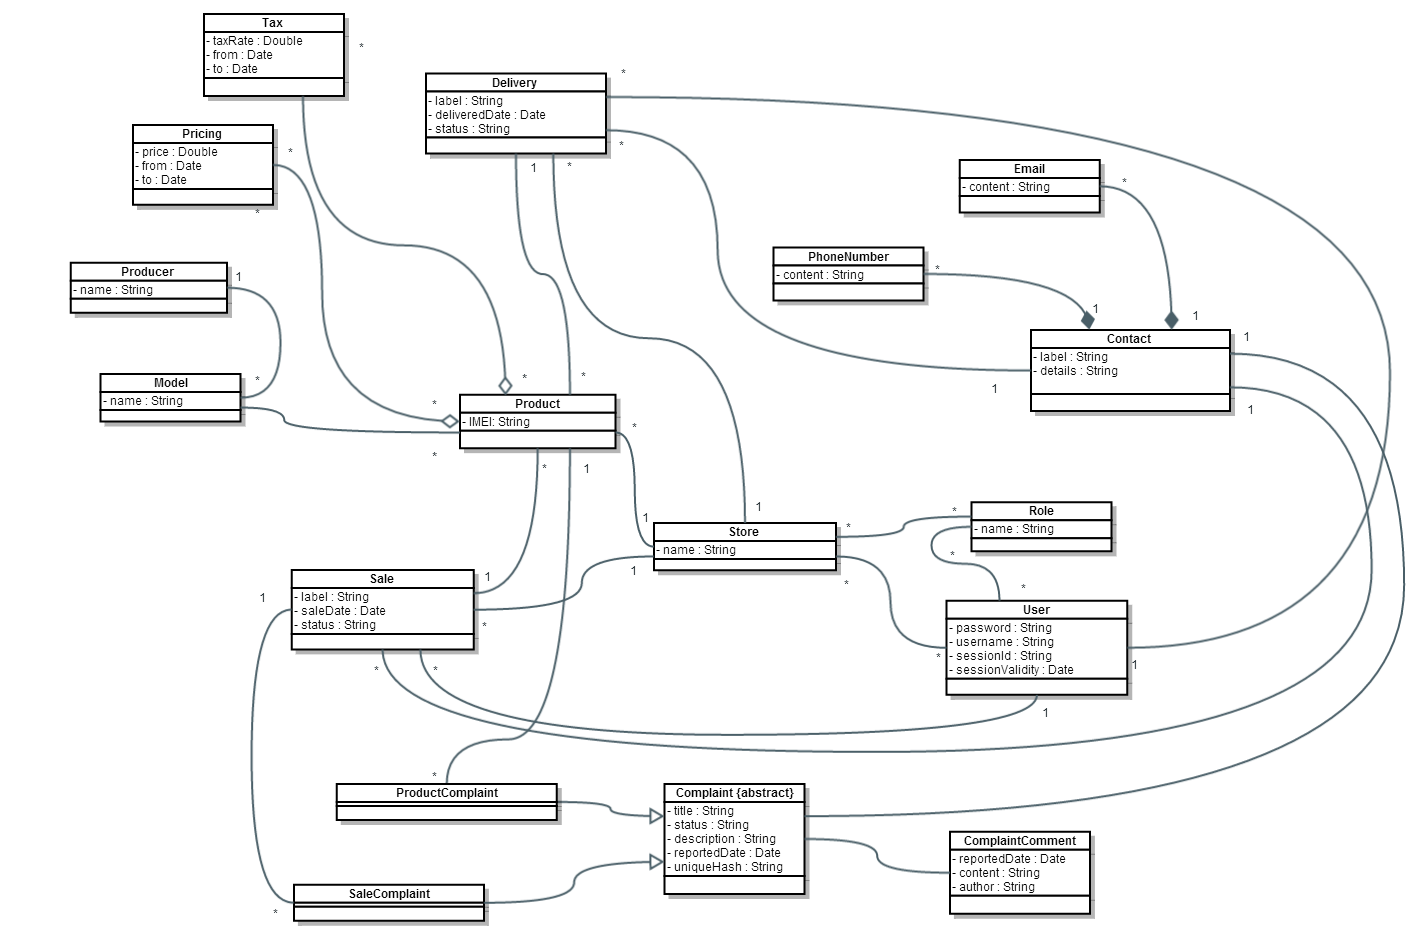 Tax
- taxRate : Double
- from : Date
- to : Date
*
Delivery
- label : String
- deliveredDate : Date
- status : String
*
*
1
*
Pricing
- price : Double
- from : Date
- to : Date
*
*
Email
- content : String
*
PhoneNumber
- content : String
*
1
1
Producer
- name : String
1
Contact
- label : String
- details : String
1
1
1
Model
- name : String
*
*
Product
- IMEI: String
*
*
*
*
*
1
Store
- name : String
1
1
1
*
*
Role
- name : String
*
*
*
Sale
- label : String
- saleDate : Date
- status : String
1
1
*
*
*
User
- password : String
- username : String
- sessionId : String
- sessionValidity : Date
*
1
1
ProductComplaint
*
Complaint {abstract}
- title : String
- status : String
- description : String
- reportedDate : Date
- uniqueHash : String
ComplaintComment
- reportedDate : Date
- content : String
- author : String
SaleComplaint
*